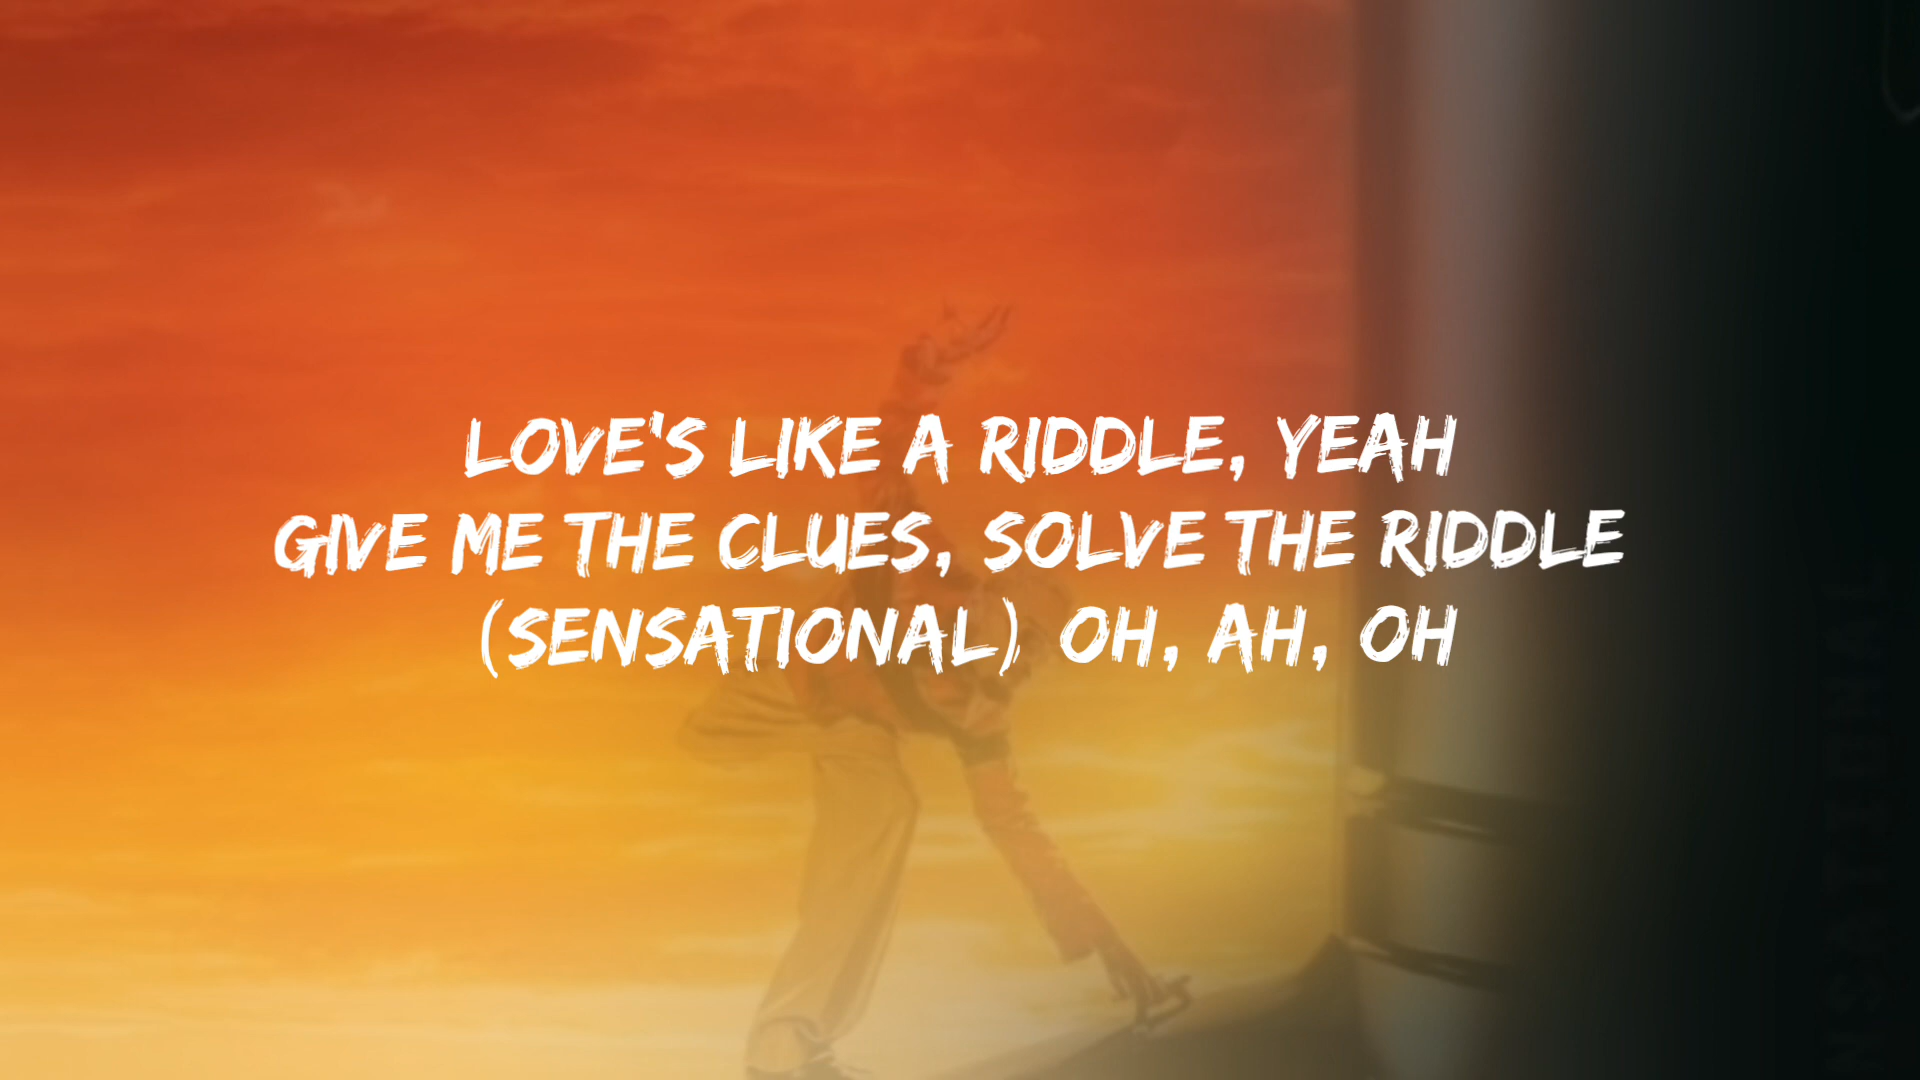 LOVE'S LIKE A RIDDLE, YEAH
GIVE ME THE CLUES, SOLVE THE RIDDLE
(SENSATIONAL) OH, AH, OH